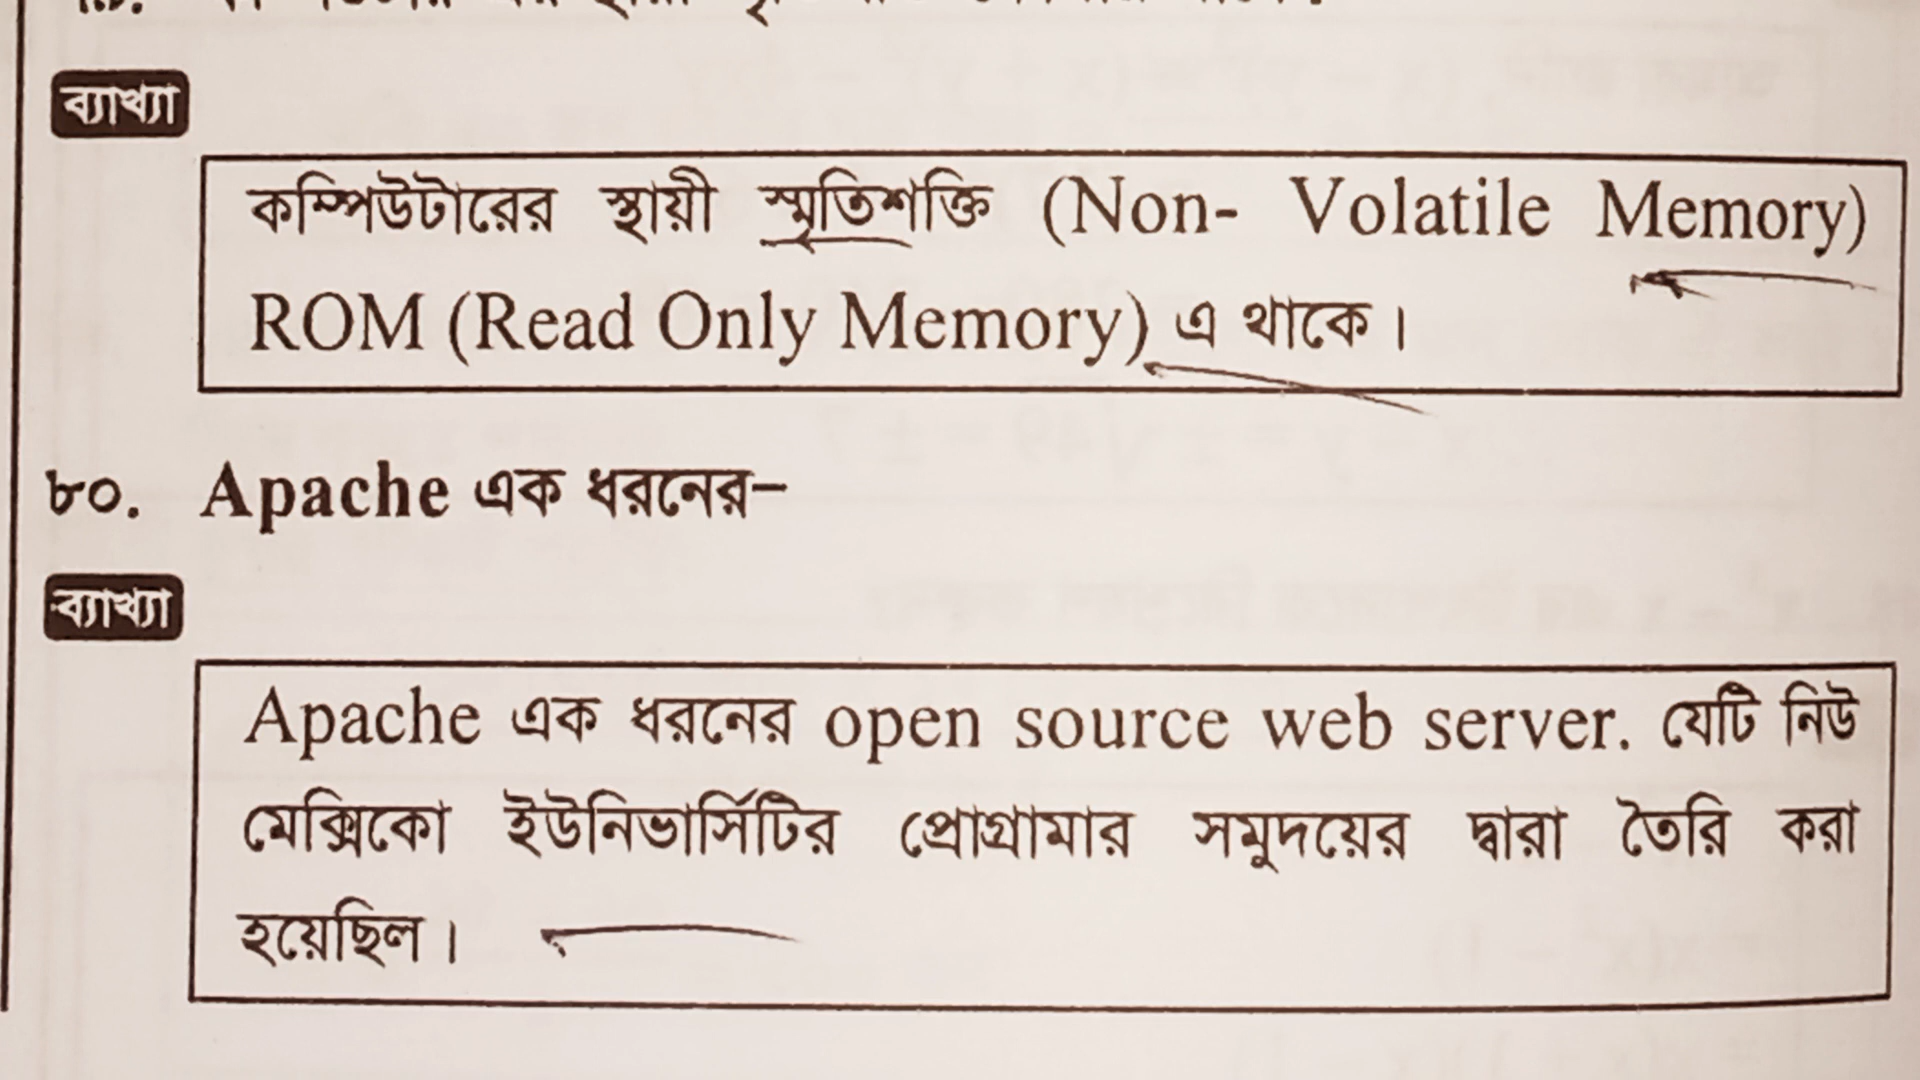 ব্যাখ্যা
কম্পিউটারের স্থায়ী স্মৃতিশক্তি (Non- Volatile Memory)
ROM (Read Only Memory) এ থাকে।
৮০. Apache এক ধরনের–
ব্যাখ্যা
Apache এক ধরনের open source web server. যেটি নিউ
মেক্সিকো ইউনিভার্সিটির প্রোগ্রামার সমুদয়ের দ্বারা তৈরি করা
হয়েছিল।